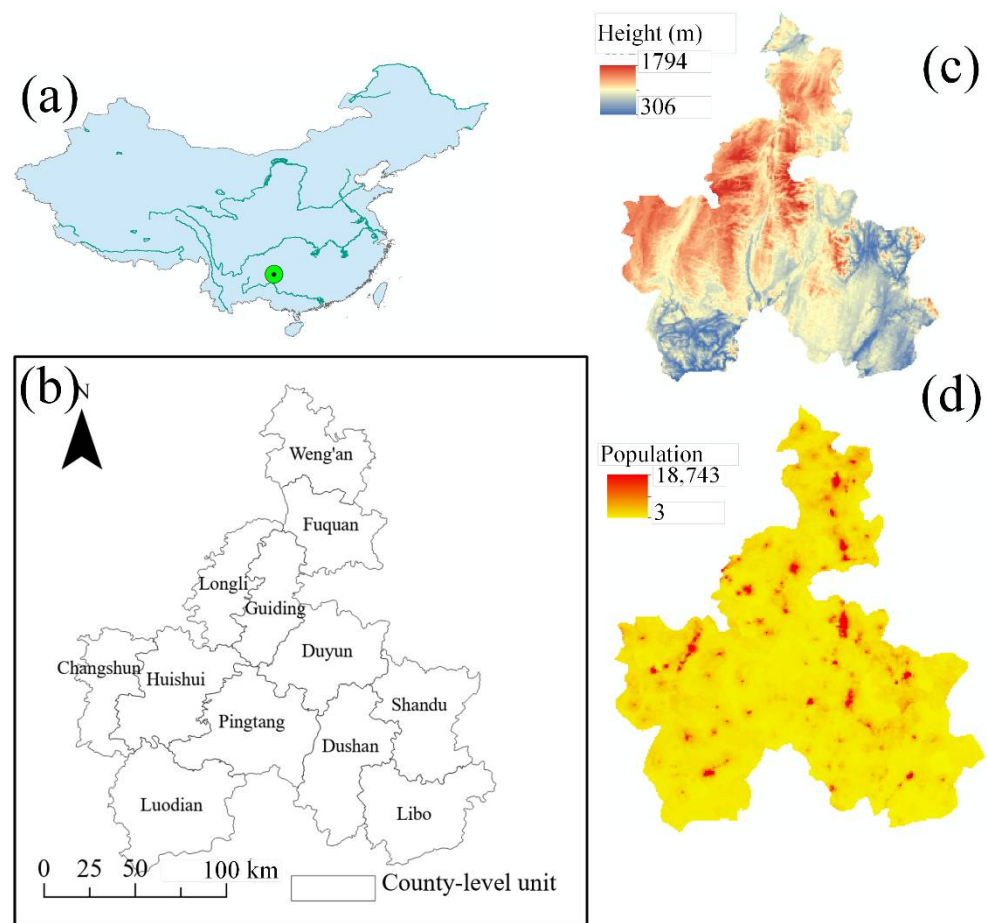 (a)
Height (m)
1794
306
(c)
(b)
N
Weng'an
Fuquan
Longli
Guiding
Duyun
Changshun
Huishui
Shandu
Pingtang
Dushan
Luodian
Libo
0 25 50 100 km
County-level unit
(d)
Population
18,743
3